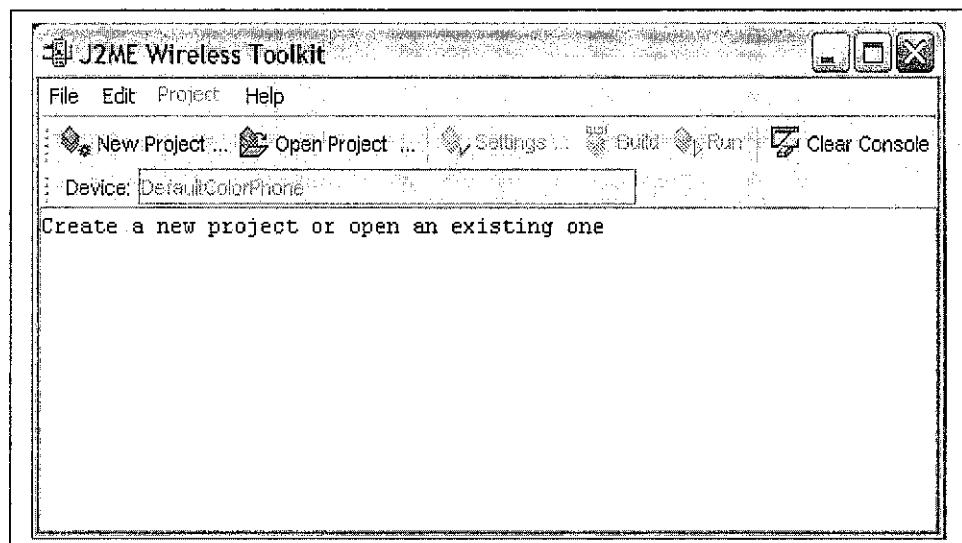 J2ME Wireless Toolkit
File Edit Project Help
New Project ... Open Project ... Settings ... Build Run Clear Console
Device: DefaultColorPhone
Create a new project or open an existing one